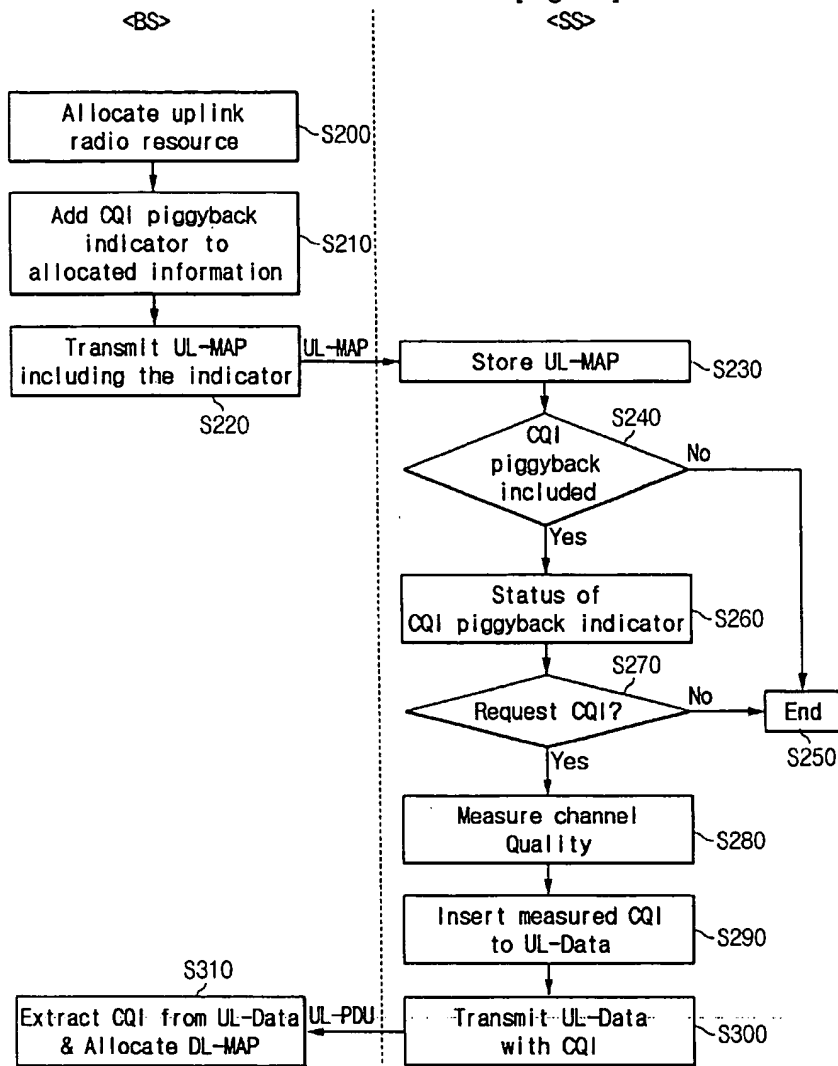 <BS>
<SS>
Allocate uplink
radio resource
S200
Add CQI piggyback
indicator to
allocated information
S210
Transmit UL-MAP
including the indicator
S220
UL-MAP
Store UL-MAP
S230
S240
CQI
piggyback
included
No
Yes
Status of
CQI piggyback indicator
S260
S270
Request CQI?
No
End
S250
Yes
Measure channel
Quality
S280
Insert measured CQI
to UL-Data
S290
S310
Extract CQI from UL-Data
& Allocate DL-MAP
UL-PDU
Transmit UL-Data
with CQI
S300